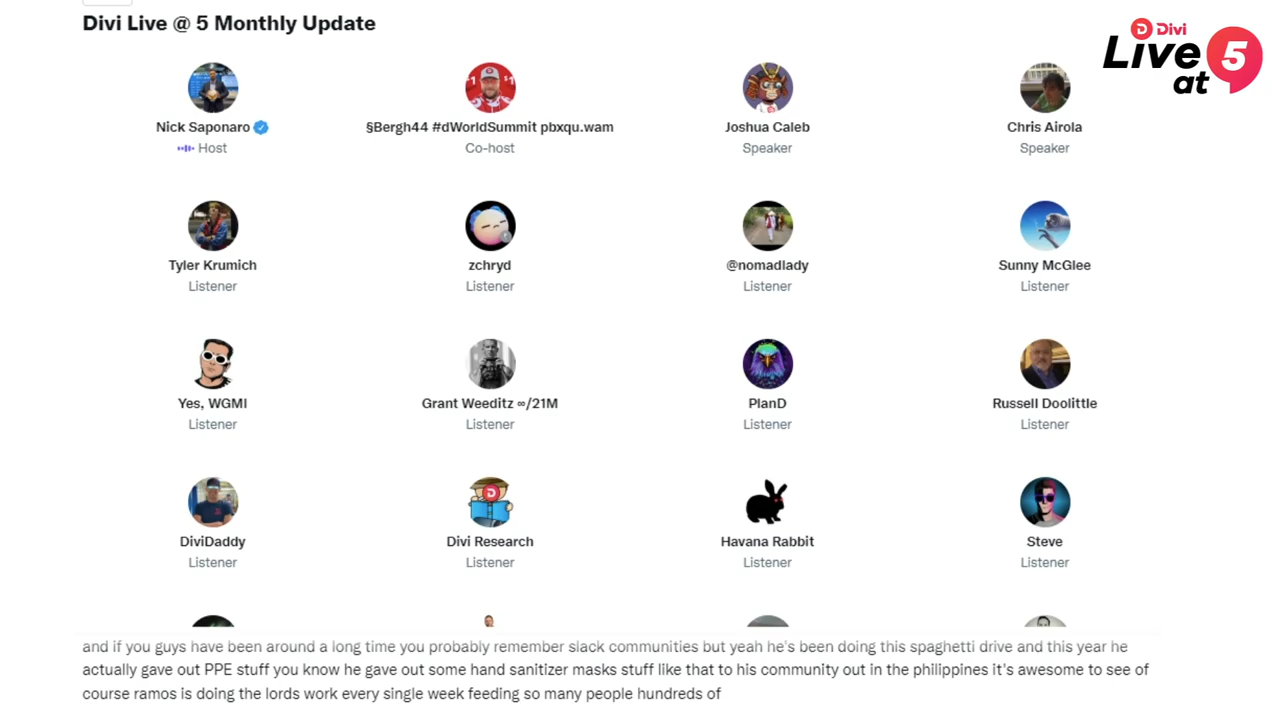 Divi Live @ 5 Monthly Update
Divi
Live 5
at
Nick Saponaro
Host
§Bergh44 #dWorldSummit pbxqu.wam
Co-host
Joshua Caleb
Speaker
Chris Airola
Speaker
Tyler Krumich
Listener
zchryd
Listener
@nomadlady
Listener
Sunny McGlee
Listener
Yes, WGMI
Listener
Grant Weeditz ∞/21M
Listener
PlanD
Listener
Russell Doolittle
Listener
DiviDaddy
Listener
Divi Research
Listener
Havana Rabbit
Listener
Steve
Listener
and if you guys have been around a long time you probably remember slack communities but yeah he's been doing this spaghetti drive and this year he
actually gave out PPE stuff you know he gave out some hand sanitizer masks stuff like that to his community out in the philippines it's awesome to see of
course ramos is doing the lords work every single week feeding so many people hundreds of